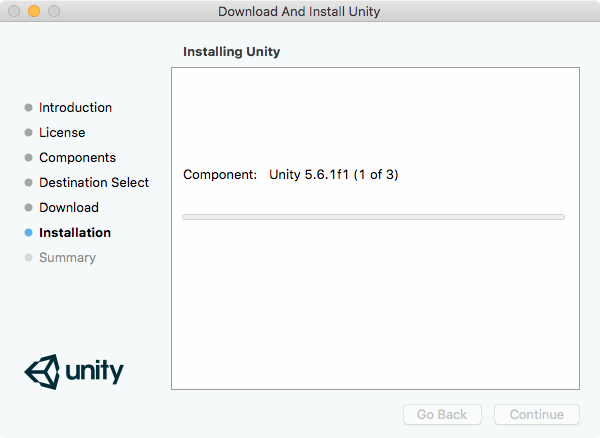 Download And Install Unity
Installing Unity
Introduction
License
Components
Destination Select
Download
Installation
Summary
Component: Unity 5.6.1f1 (1 of 3)
unity
Go Back
Continue